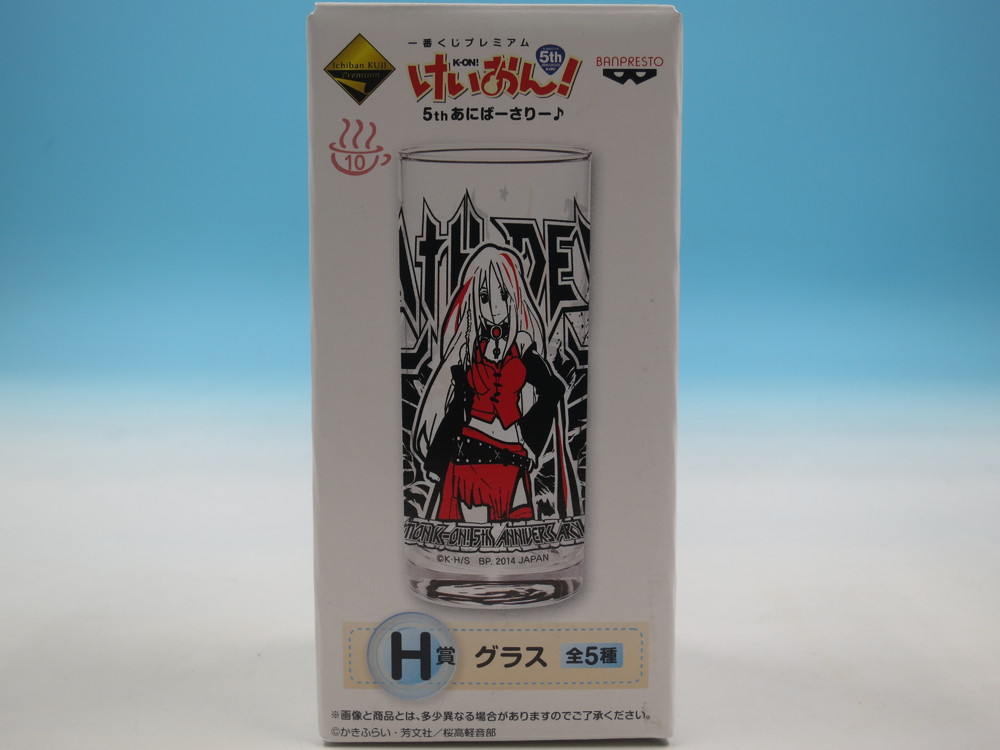 Ichiban KUJI
Premium
一番くじプレミアム
K-ON!
けいおん!
5th
5thあにばーさりー♪
BANPRESTO
10
DE
K-ON! 5th ANNIVERSARY
©K・H/S BP, 2014 JAPAN
H賞 グラス 全5種
※画像と商品とは、多少異なる場合がありますのでご了承ください。
©かきふらい・芳文社/桜高軽音部